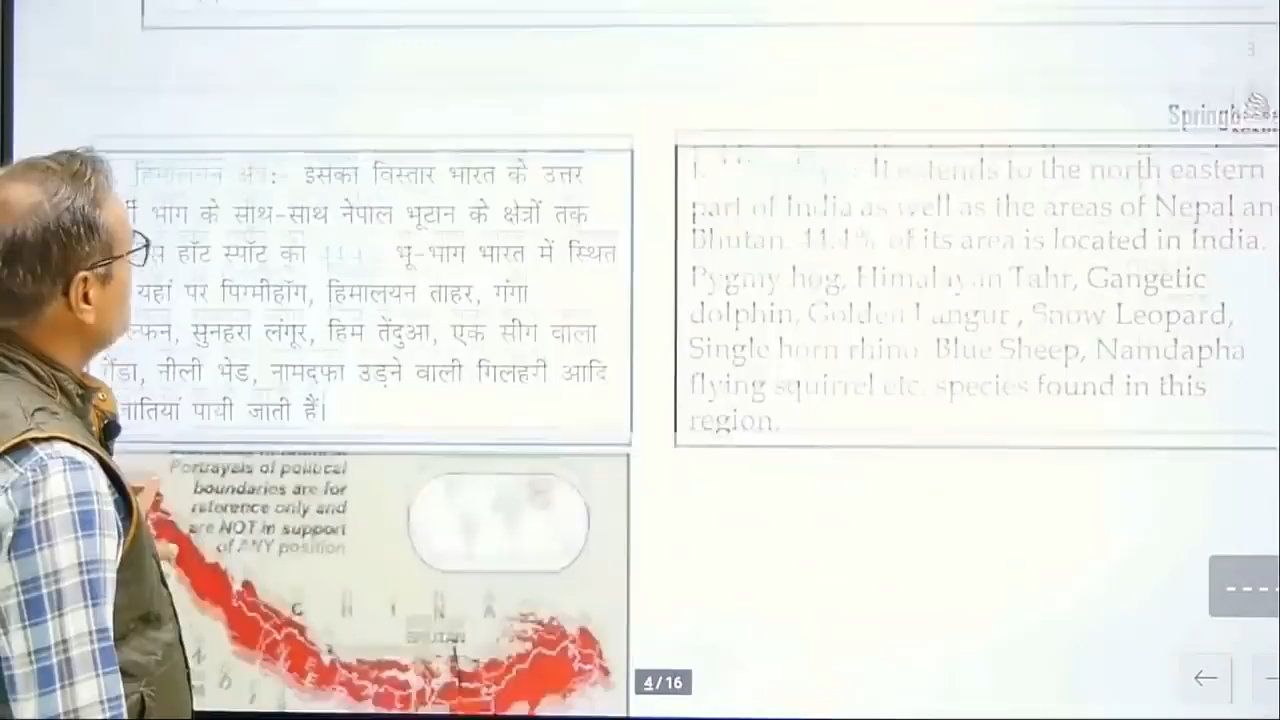 3
हिमालयन क्षेत्र:- इसका विस्तार भारत के उत्तर
भाग के साथ-साथ नेपाल भूटान के क्षेत्रों तक
हॉट स्पॉट का भू-भाग भारत में स्थित
यहां पर पिग्मीहॉग, हिमालयन ताहर, गंगा
सुनहरा लंगूर, हिम तेंदुआ, एक सींग वाला
नीली भेड, नामदफा उड़ने वाली गिलहरी आदि
पायी जाती हैं।
It extends to the north eastern
part of India as well as the areas of Nepal an
Bhutan. 11.1% of its area is located in India.
Pygmy hog, Himalayan Tahr, Gangetic
dolphin, Golden Langur , Snow Leopard,
Single horn rhino Blue Sheep, Namdapha
flying squirrel etc. species found in this
region.
Portrayals of political
boundaries are for
reference only and
are NOT in support
of ANY position
C H I N A
BHUTAN
4 / 16